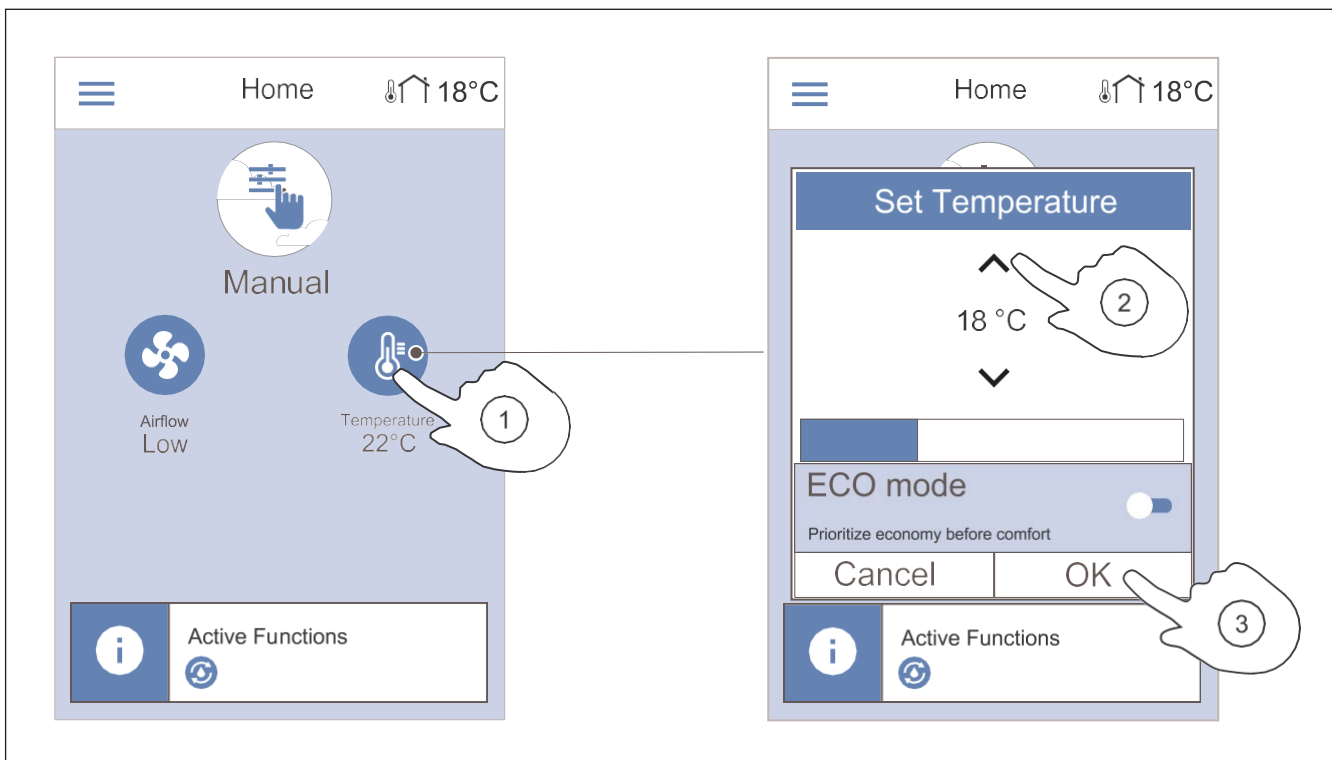 Home 18°C
Manual
Airflow
Low
Temperature
22°C
1
i
Active Functions
Home 18°C
Set Temperature
18 °C
2
ECO mode
Prioritize economy before comfort
Cancel OK
3
i
Active Functions